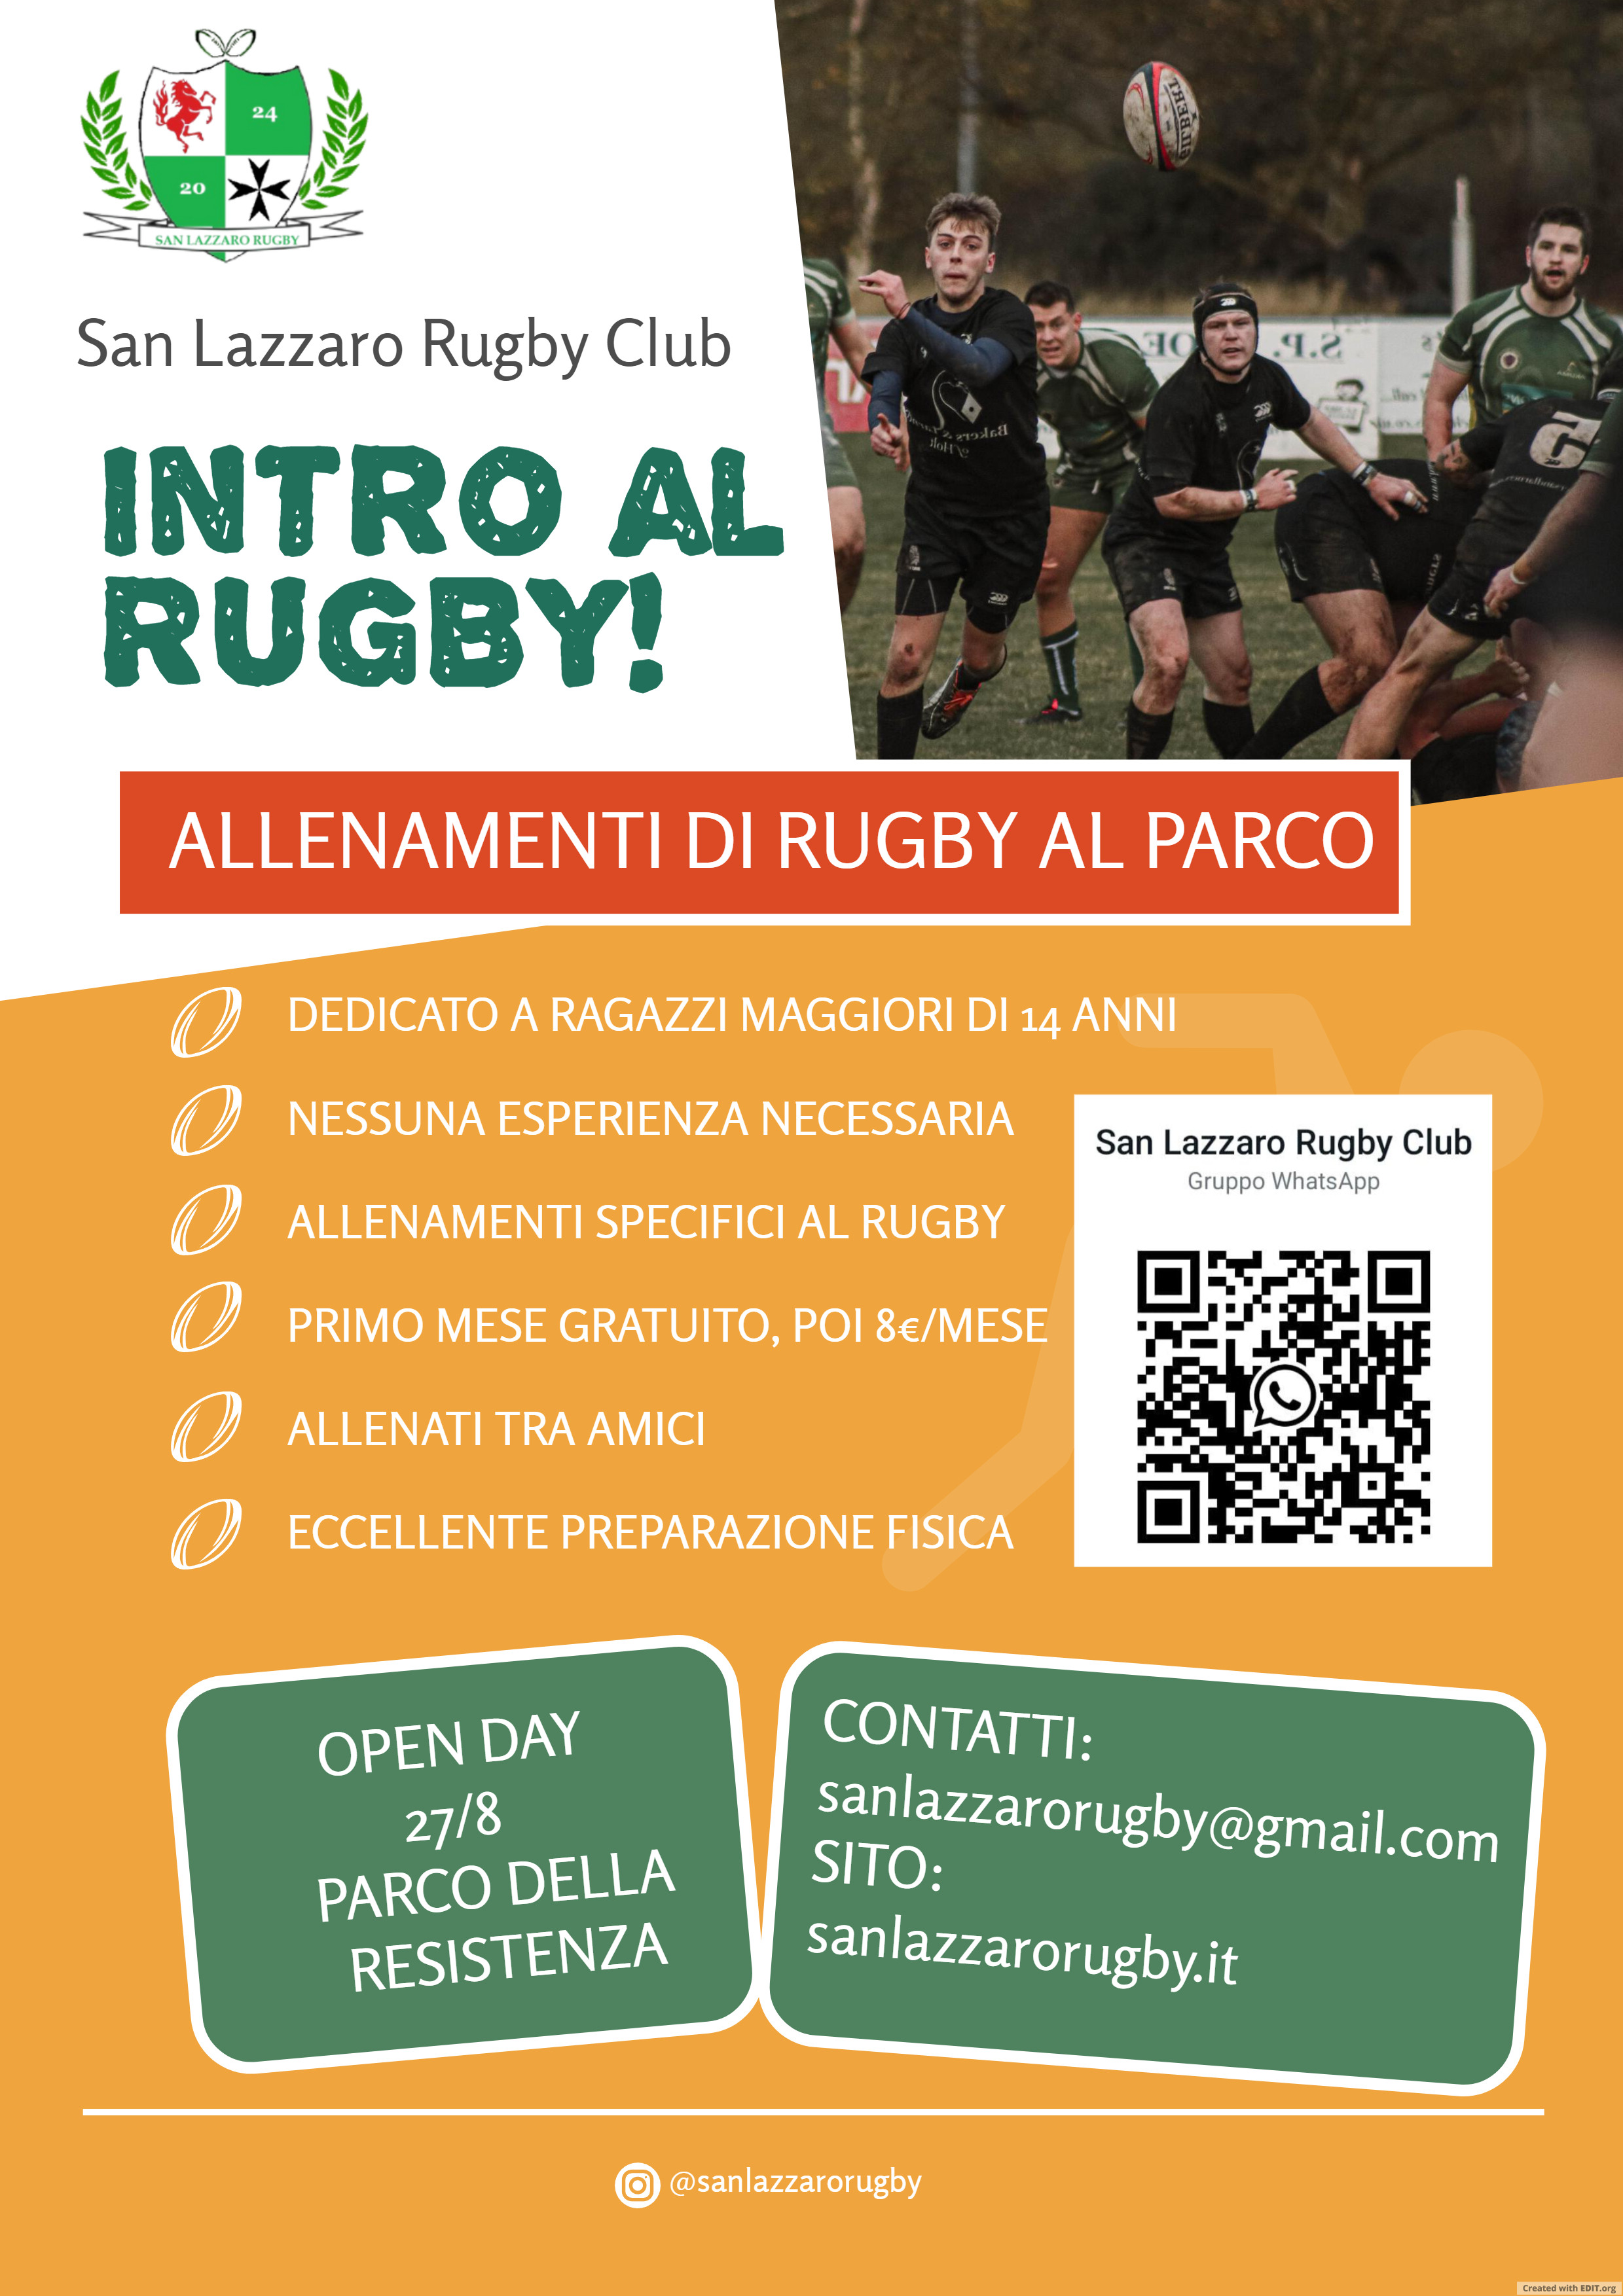 24
20
SAN LAZZARO RUGBY
GILBERT
San Lazzaro Rugby Club
INTRO AL
RUGBY!
ALLENAMENTI DI RUGBY AL PARCO
DEDICATO A RAGAZZI MAGGIORI DI 14 ANNI
NESSUNA ESPERIENZA NECESSARIA
ALLENAMENTI SPECIFICI AL RUGBY
PRIMO MESE GRATUITO, POI 8€/MESE
ALLENATI TRA AMICI
ECCELLENTE PREPARAZIONE FISICA
San Lazzaro Rugby Club
Gruppo WhatsApp
OPEN DAY
27/8
PARCO DELLA
RESISTENZA
CONTATTI:
sanlazzarorugby@gmail.com
SITO:
sanlazzarorugby.it
@sanlazzarorugby
Created with EDIT.org